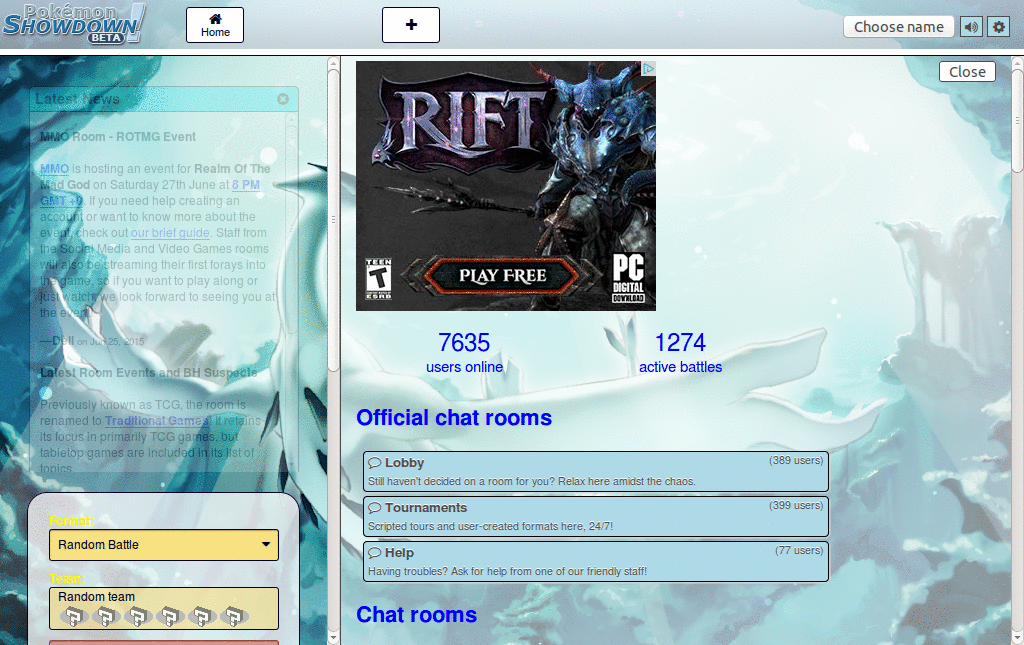 Pokémon
SHOWDOWN!
BETA
Home
+
Choose name
Latest News
MMO Room - ROTMG Event
MMO is hosting an event for Realm Of The
Mad God on Saturday 27th June at 8 PM
GMT +0. If you need help creating an
account or want to know more about the
event, check out our brief guide. Staff from
the Social Media and Video Games rooms
will also be streaming their first forays into
the game, so if you want to play along or
just watch, we look forward to seeing you at
the event!
on Jun 25, 2015
Latest Room Events and BH Suspects
Previously known as TCG, the room is
renamed to Traditional Games! It retains
its focus in primarily TCG games, but
tabletop games are included in its list of
topics.
Format:
Random Battle
Team:
Random team
Close
RIFT
TEEN
T
ESRB
PLAY FREE
PC
DIGITAL
DOWNLOAD
7635
users online
1274
active battles
Official chat rooms
Lobby (389 users)
Still haven't decided on a room for you? Relax here amidst the chaos.
Tournaments (399 users)
Scripted tours and user-created formats here, 24/7!
Help (77 users)
Having troubles? Ask for help from one of our friendly staff!
Chat rooms